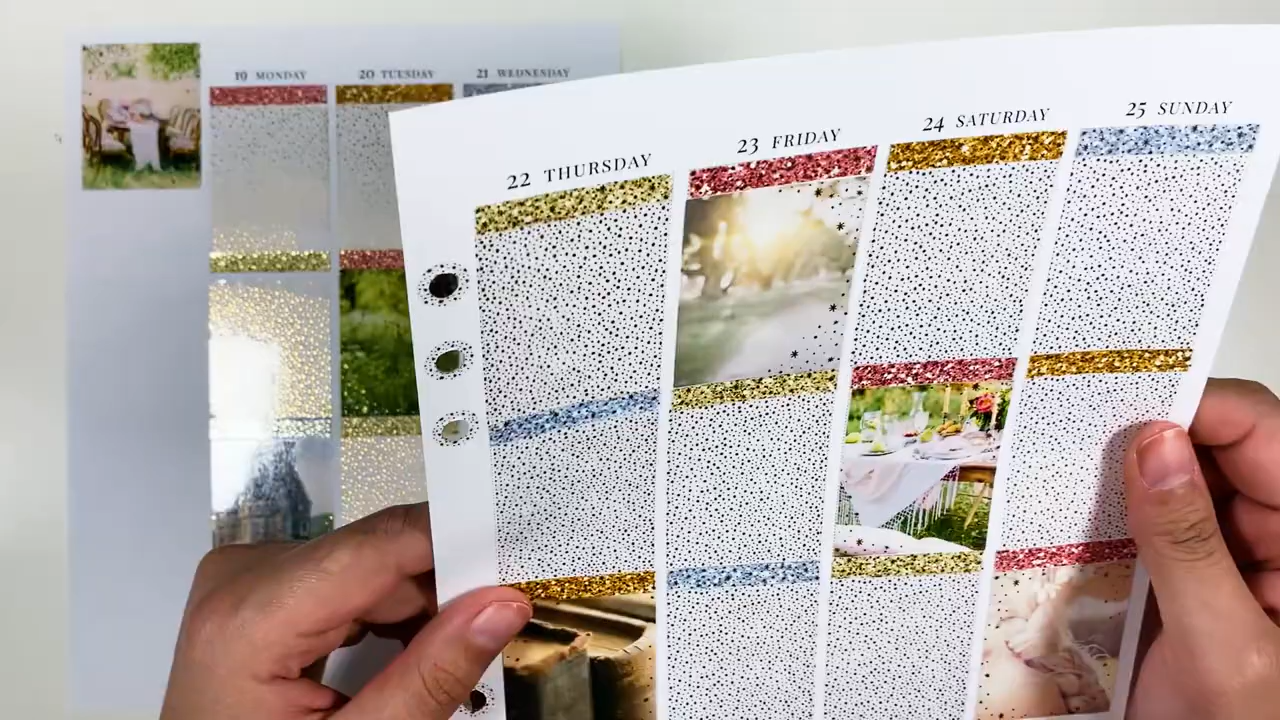 19 MONDAY
20 TUESDAY
21 WEDNESDAY
22 THURSDAY
23 FRIDAY
24 SATURDAY
25 SUNDAY